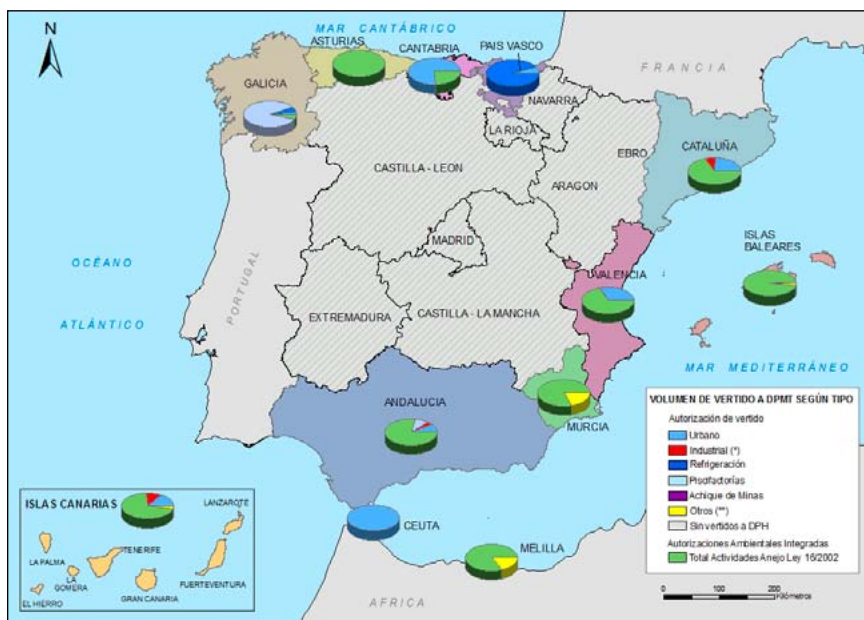 N
MAR CANTÁBRICO
ASTURIAS
CANTABRIA
PAIS VASCO
FRANCIA
GALICIA
NAVARRA
LA RIOJA
EBRO
CATALUÑA
CASTILLA - LEON
ARAGON
MADRID
ISLAS
BALEARES
OCÉANO
ATLÁNTICO
PORTUGAL
VALENCIA
EXTREMADURA
CASTILLA - LA MANCHA
MAR MEDITERRÁNEO
ANDALUCIA
MURCIA
CEUTA
MELILLA
AFRICA
ISLAS CANARIAS
LANZAROTE
LA PALMA
TENERIFE
LA
GOMERA
FUERTEVENTURA
EL HIERRO
GRAN CANARIA
VOLUMEN DE VERTIDO A DPMT SEGÚN TIPO
Autorización de vertido
Urbano
Industrial (*)
Refrigeración
Piscifactorías
Achique de Minas
Otros (**)
Sin vertidos a DPH
Autorizaciones Ambientales Integradas
Total Actividades Anejo Ley 16/2002
0 50 100 200
Kilómetros